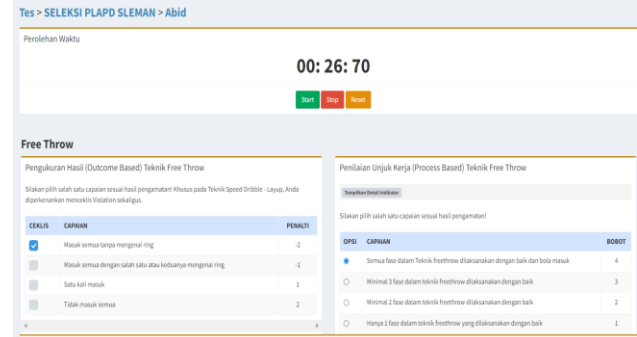 Tes > SELEKSI PLAPD SLEMAN > Abid
Perolehan Waktu
00: 26: 70
Start Stop Reset
Free Throw
Pengukuran Hasil (Outcome Based) Teknik Free Throw
Silakan pilih salah satu capaian sesuai hasil pengamatan! Khusus pada Teknik Speed Dribble - Layup, Anda
diperkenankan menceklis Violation sekaligus.
CEKLIS CAPAIAN PENALTI
Masuk semua tanpa mengenai ring -2
Masuk semua dengan salah satu atau keduanya mengenai ring -1
Satu kali masuk 1
Tidak masuk semua 2
Penilaian Unjuk Kerja (Process Based) Teknik Free Throw
Tampilkan Detail Indikator
Silakan pilih salah satu capaian sesuai hasil pengamatan!
OPSI CAPAIAN BOBOT
Semua fase dalam Teknik freethrow dilaksanakan dengan baik dan bola masuk 4
Minimal 3 fase dalam teknik freethrow dilaksanakan dengan baik 3
Minimal 2 fase dalam teknik freethrow dilaksanakan dengan baik 2
Hanya 1 fase dalam teknik freethrow yang dilaksanakan dengan baik 1